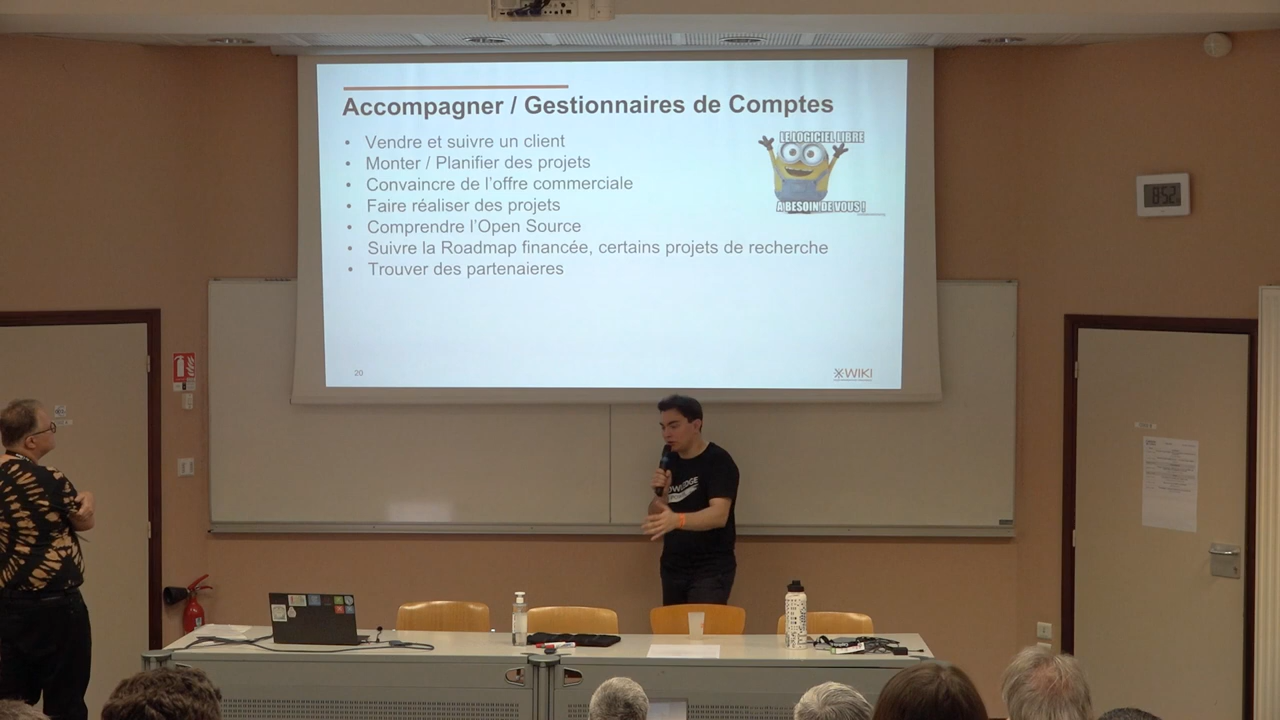 Accompagner / Gestionnaires de Comptes
• Vendre et suivre un client
• Monter / Planifier des projets
• Convaincre de l'offre commerciale
• Faire réaliser des projets
• Comprendre l'Open Source
• Suivre la Roadmap financée, certains projets de recherche
• Trouver des partenaieres
LE LOGICIEL LIBRE
A BESOIN DE VOUS !
20
XWIKI
8:52